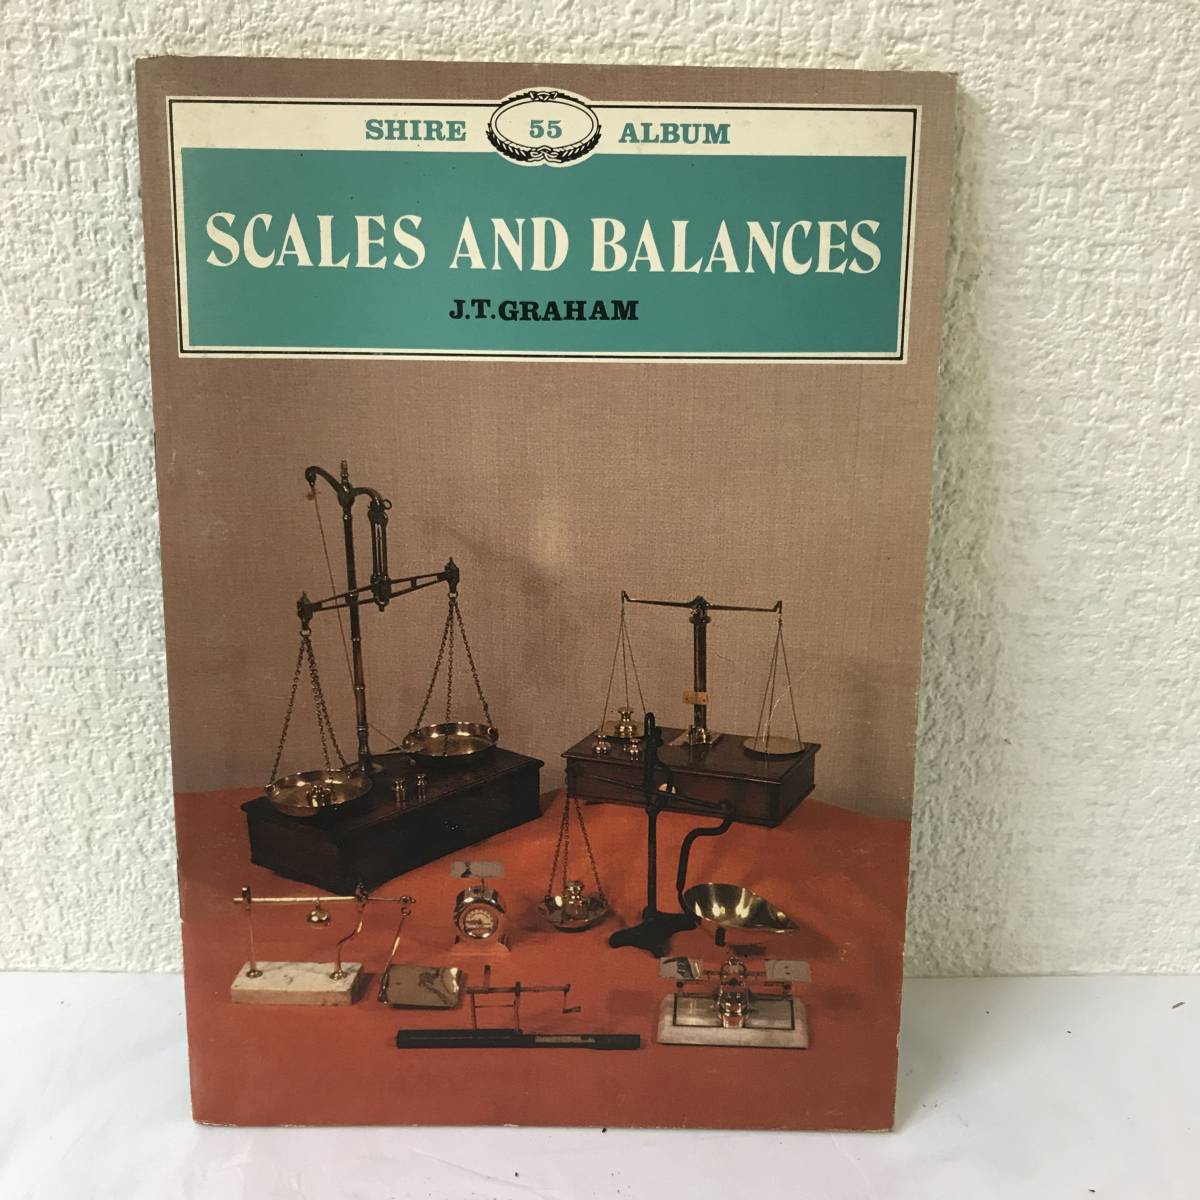 SHIRE 55 ALBUM
SCALES AND BALANCES
J.T.GRAHAM